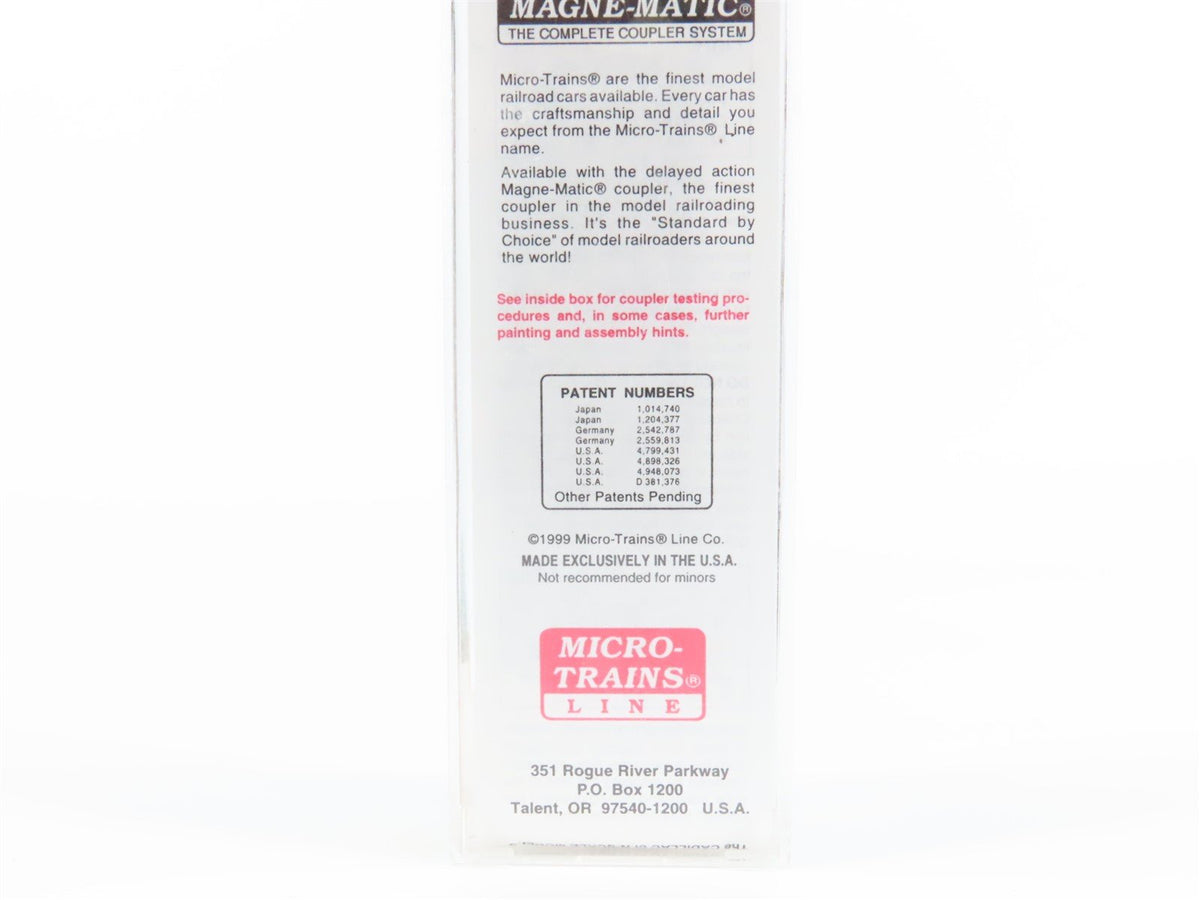 MAGNE-MATIC®
THE COMPLETE COUPLER SYSTEM
Micro-Trains® are the finest model
railroad cars available. Every car has
the craftsmanship and detail you
expect from the Micro-Trains® Line
name.
Available with the delayed action
Magne-Matic® coupler, the finest
coupler in the model railroading
business. It's the "Standard by
Choice" of model railroaders around
the world!
See inside box for coupler testing pro-
cedures and, in some cases, further
painting and assembly hints.
PATENT NUMBERS
Japan 1,014,740
Japan 1,204,377
Germany 2,542,787
Germany 2,559,813
U.S.A. 4,799,431
U.S.A. 4,898,326
U.S.A. 4,948,073
U.S.A. D 381,376
Other Patents Pending
©1999 Micro-Trains® Line Co.
MADE EXCLUSIVELY IN THE U.S.A.
Not recommended for minors
MICRO-
TRAINS®
LINE
351 Rogue River Parkway
P.O. Box 1200
Talent, OR 97540-1200 U.S.A.